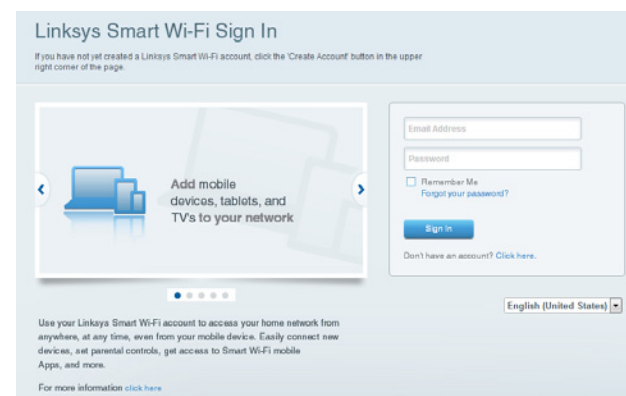 Linksys Smart Wi-Fi Sign In
If you have not yet created a Linksys Smart Wi-Fi account, click the 'Create Account' button in the upper
right corner of the page.
Add mobile
devices, tablets, and
TV's to your network
Email Address
Password
Remember Me
Forgot your password?
Sign In
Don't have an account? Click here.
English (United States)
Use your Linksys Smart Wi-Fi account to access your home network from
anywhere, at any time, even from your mobile device. Easily connect new
devices, set parental controls, get access to Smart Wi-Fi mobile
Apps, and more.
For more information click here